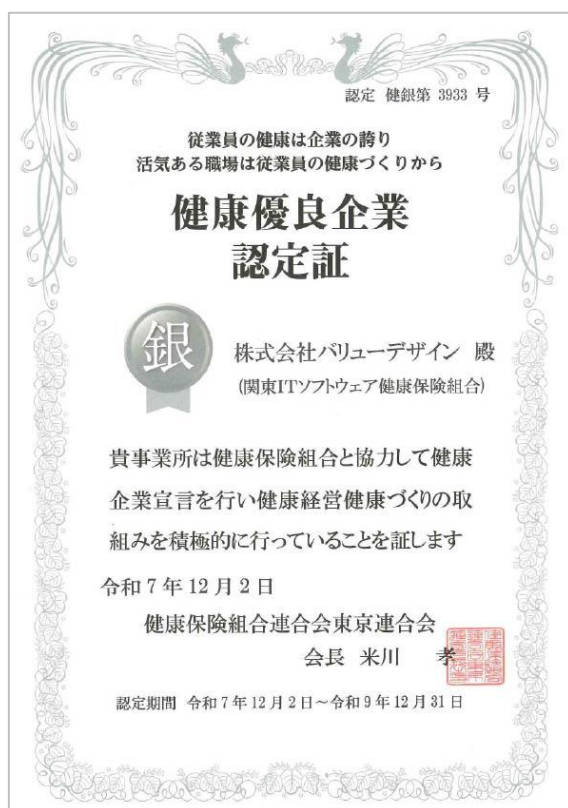 認定 健銀第 3933 号
従業員の健康は企業の誇り
活気ある職場は従業員の健康づくりから
健康優良企業
認定証
銀
株式会社バリューデザイン 殿
(関東ITソフトウェア健康保険組合)
貴事業所は健康保険組合と協力して健康
企業宣言を行い健康経営健康づくりの取
組みを積極的に行っていることを証します
令和7年12月2日
健康保険組合連合会東京連合会
会長 米川 孝
認定期間 令和7年12月2日~令和9年12月31日